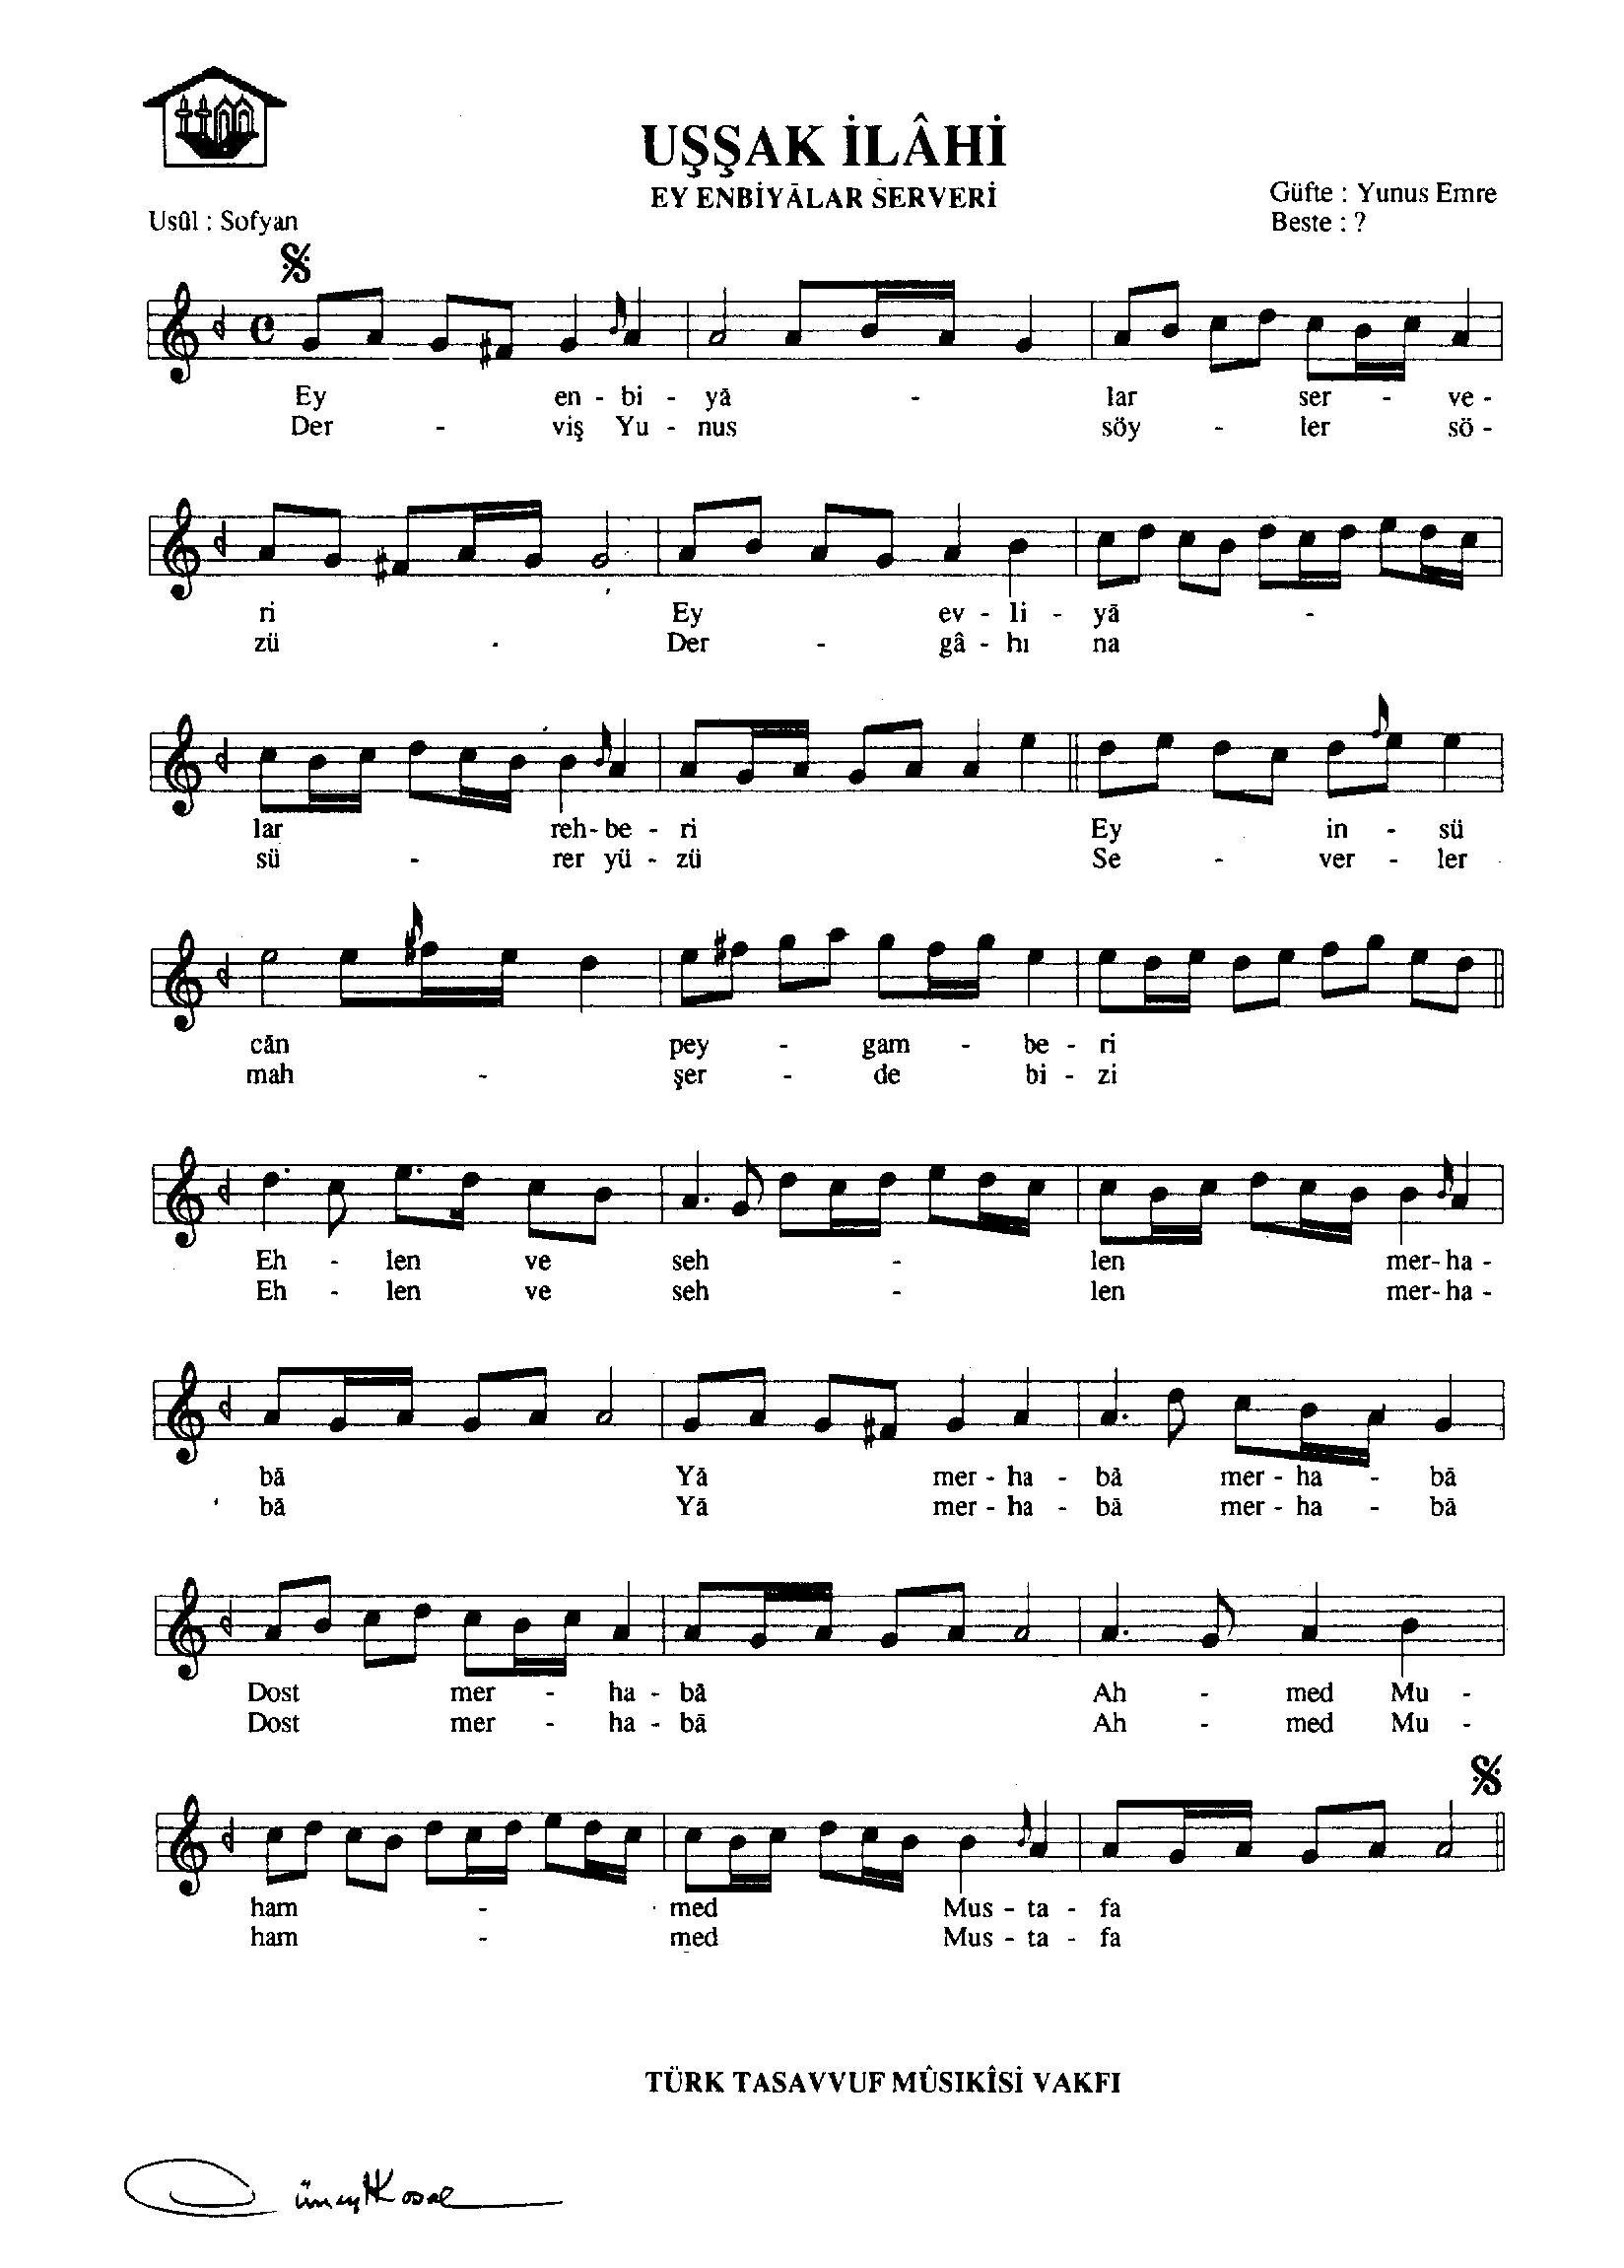 UŞŞAK İLÂHİ
EY ENBİYĀLAR SERVERİ
Güfte : Yunus Emre
Usûl : Sofyan
Beste : ?
Ey en - bi - yā - lar ser - ve -
Der - viş Yu - nus söy - ler sö -
ri Ey ev - li - yā -
zü - Der - gâ - hı na
lar reh - be - ri Ey in - sü
sü - rer yü - zü Se - ver - ler
cān pey - gam - be - ri
mah - şer - de bi - zi
Eh - len ve seh - len mer - ha -
Eh - len ve seh - len mer - ha -
bā Yā mer - ha - bā mer - ha - bā
bā Yā mer - ha - bā mer - ha - bā
Dost mer - ha - bā Ah - med Mu -
Dost mer - ha - bā Ah - med Mu -
ham - med Mus - ta - fa
ham - med Mus - ta - fa
TÜRK TASAVVUF MÛSIKÎSİ VAKFI
Cüneyt Kosal